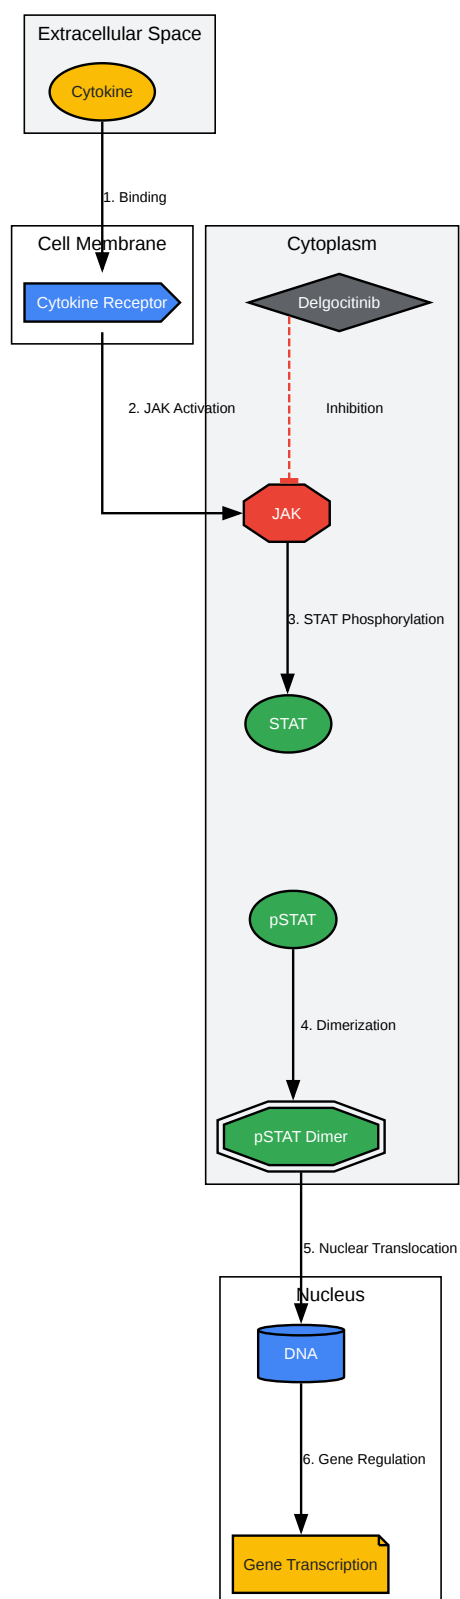 Extracellular Space
Cytokine
1. Binding
Cell Membrane
Cytoplasm
Cytokine Receptor
Delgocitinib
2. JAK Activation
Inhibition
JAK
3. STAT Phosphorylation
STAT
pSTAT
4. Dimerization
pSTAT Dimer
5. Nuclear Translocation
Nucleus
DNA
6. Gene Regulation
Gene Transcription